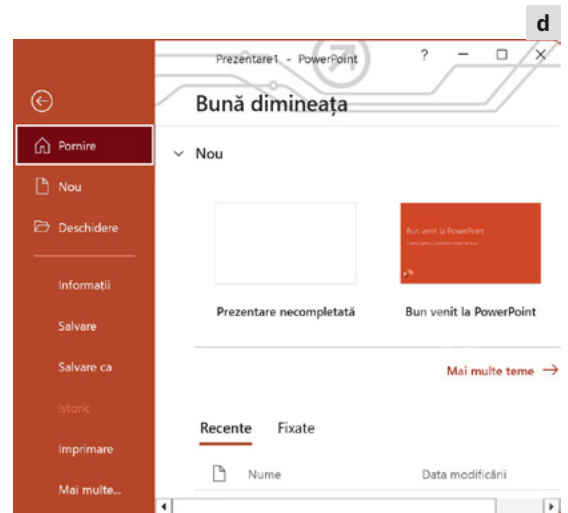 d
Prezentare1 - PowerPoint ?
Bună dimineața
Pornire
Nou
Nou
Deschidere
Bun venit la PowerPoint
Informații
Prezentare necompletată Bun venit la PowerPoint
Salvare
Salvare ca
Mai multe teme →
Istoric
Recente Fixate
Imprimare
Nume Data modificării
Mai multe...